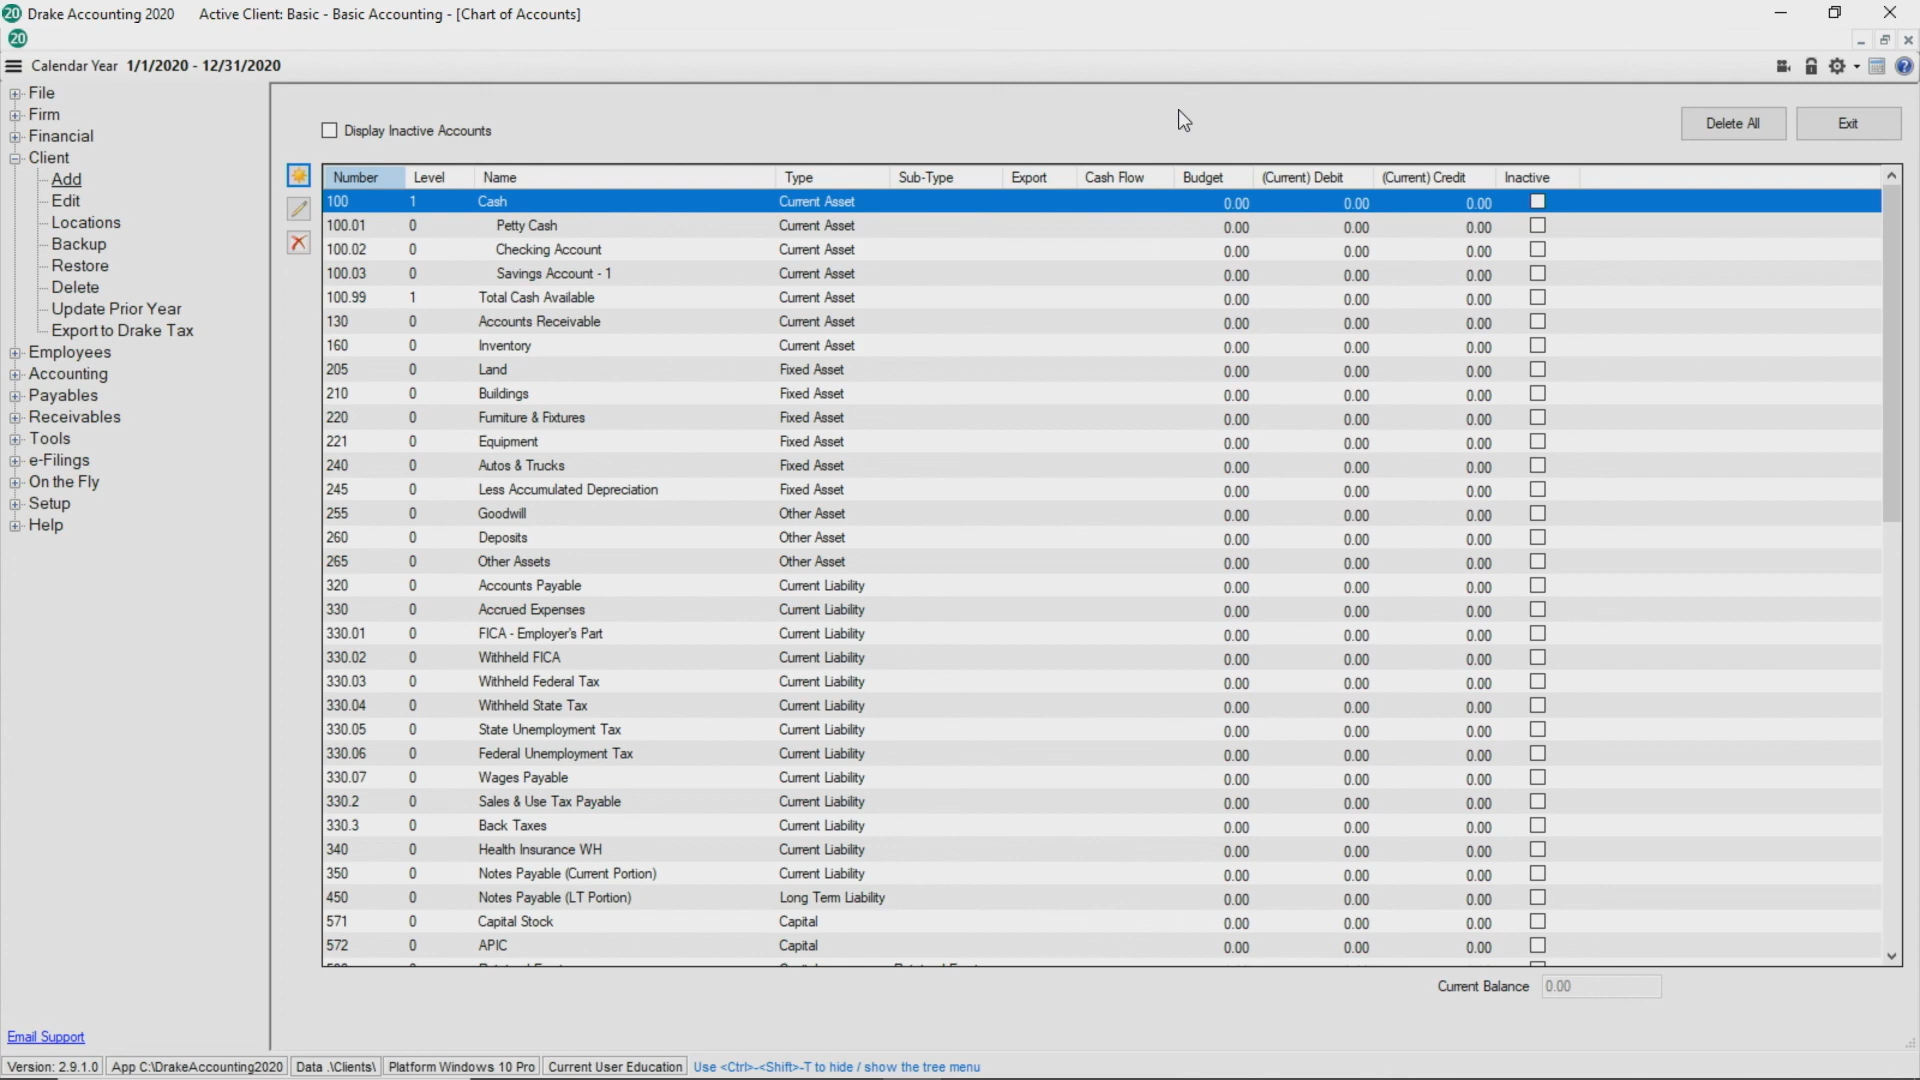 20 Drake Accounting 2020 Active Client: Basic - Basic Accounting - [Chart of Accounts]
20
Calendar Year 1/1/2020 - 12/31/2020
File
Firm
Financial
Client
Add
Edit
Locations
Backup
Restore
Delete
Update Prior Year
Export to Drake Tax
Employees
Accounting
Payables
Receivables
Tools
e-Filings
On the Fly
Setup
Help
Email Support
Display Inactive Accounts
Delete All Exit
Number Level Name Type Sub-Type Export Cash Flow Budget (Current) Debit (Current) Credit Inactive
100 1 Cash Current Asset 0.00 0.00 0.00
100.01 0 Petty Cash Current Asset 0.00 0.00 0.00
100.02 0 Checking Account Current Asset 0.00 0.00 0.00
100.03 0 Savings Account - 1 Current Asset 0.00 0.00 0.00
100.99 1 Total Cash Available Current Asset 0.00 0.00 0.00
130 0 Accounts Receivable Current Asset 0.00 0.00 0.00
160 0 Inventory Current Asset 0.00 0.00 0.00
205 0 Land Fixed Asset 0.00 0.00 0.00
210 0 Buildings Fixed Asset 0.00 0.00 0.00
220 0 Furniture & Fixtures Fixed Asset 0.00 0.00 0.00
221 0 Equipment Fixed Asset 0.00 0.00 0.00
240 0 Autos & Trucks Fixed Asset 0.00 0.00 0.00
245 0 Less Accumulated Depreciation Fixed Asset 0.00 0.00 0.00
255 0 Goodwill Other Asset 0.00 0.00 0.00
260 0 Deposits Other Asset 0.00 0.00 0.00
265 0 Other Assets Other Asset 0.00 0.00 0.00
320 0 Accounts Payable Current Liability 0.00 0.00 0.00
330 0 Accrued Expenses Current Liability 0.00 0.00 0.00
330.01 0 FICA - Employer's Part Current Liability 0.00 0.00 0.00
330.02 0 Withheld FICA Current Liability 0.00 0.00 0.00
330.03 0 Withheld Federal Tax Current Liability 0.00 0.00 0.00
330.04 0 Withheld State Tax Current Liability 0.00 0.00 0.00
330.05 0 State Unemployment Tax Current Liability 0.00 0.00 0.00
330.06 0 Federal Unemployment Tax Current Liability 0.00 0.00 0.00
330.07 0 Wages Payable Current Liability 0.00 0.00 0.00
330.2 0 Sales & Use Tax Payable Current Liability 0.00 0.00 0.00
330.3 0 Back Taxes Current Liability 0.00 0.00 0.00
340 0 Health Insurance WH Current Liability 0.00 0.00 0.00
350 0 Notes Payable (Current Portion) Current Liability 0.00 0.00 0.00
450 0 Notes Payable (LT Portion) Long Term Liability 0.00 0.00 0.00
571 0 Capital Stock Capital 0.00 0.00 0.00
572 0 APIC Capital 0.00 0.00 0.00
Current Balance 0.00
Version: 2.9.1.0 App C:\DrakeAccounting2020 Data .\Clients\ Platform Windows 10 Pro Current User Education Use <Ctrl>-<Shift>-T to hide / show the tree menu